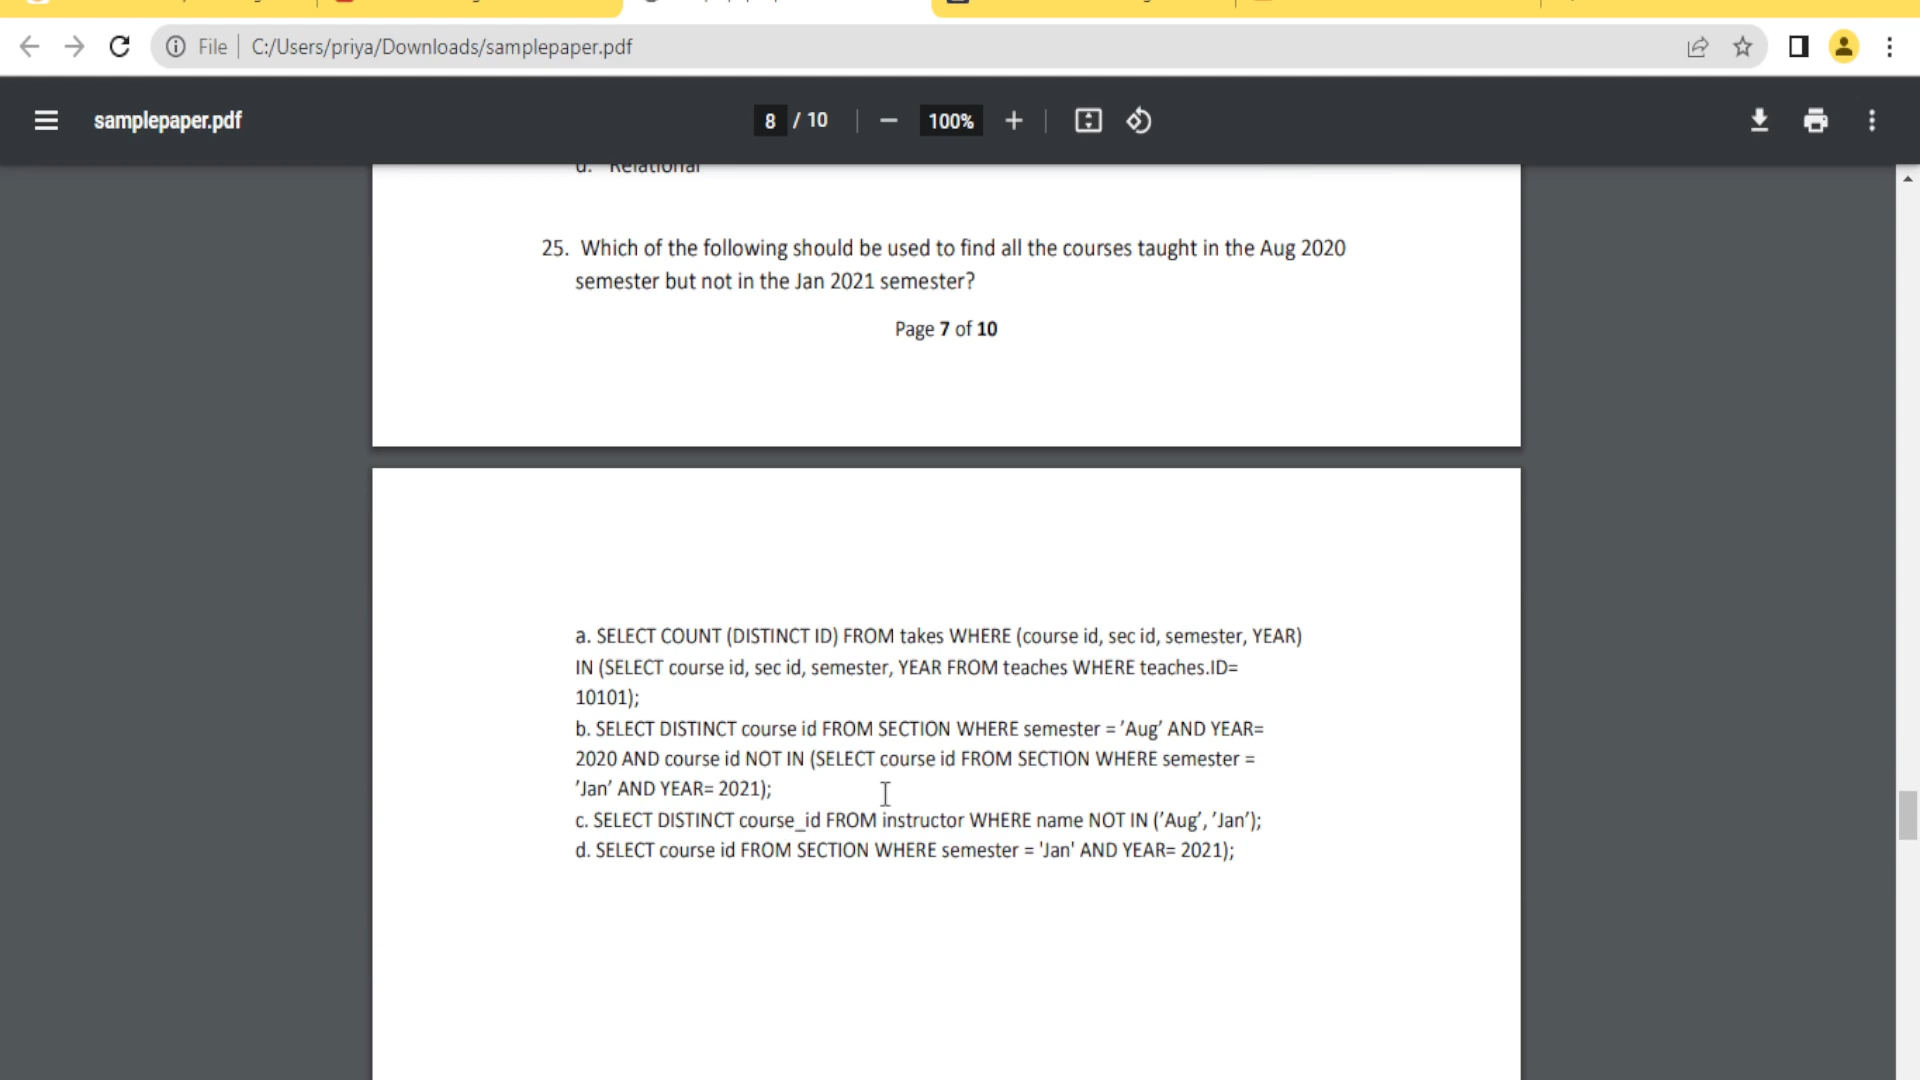 File | C:/Users/priya/Downloads/samplepaper.pdf
samplepaper.pdf
8 / 10
100%
d. Relational
25. Which of the following should be used to find all the courses taught in the Aug 2020
semester but not in the Jan 2021 semester?
Page 7 of 10
a. SELECT COUNT (DISTINCT ID) FROM takes WHERE (course id, sec id, semester, YEAR)
IN (SELECT course id, sec id, semester, YEAR FROM teaches WHERE teaches.ID=
10101);
b. SELECT DISTINCT course id FROM SECTION WHERE semester = ’Aug’ AND YEAR=
2020 AND course id NOT IN (SELECT course id FROM SECTION WHERE semester =
’Jan’ AND YEAR= 2021);
c. SELECT DISTINCT course_id FROM instructor WHERE name NOT IN (’Aug’, ’Jan’);
d. SELECT course id FROM SECTION WHERE semester = 'Jan' AND YEAR= 2021);